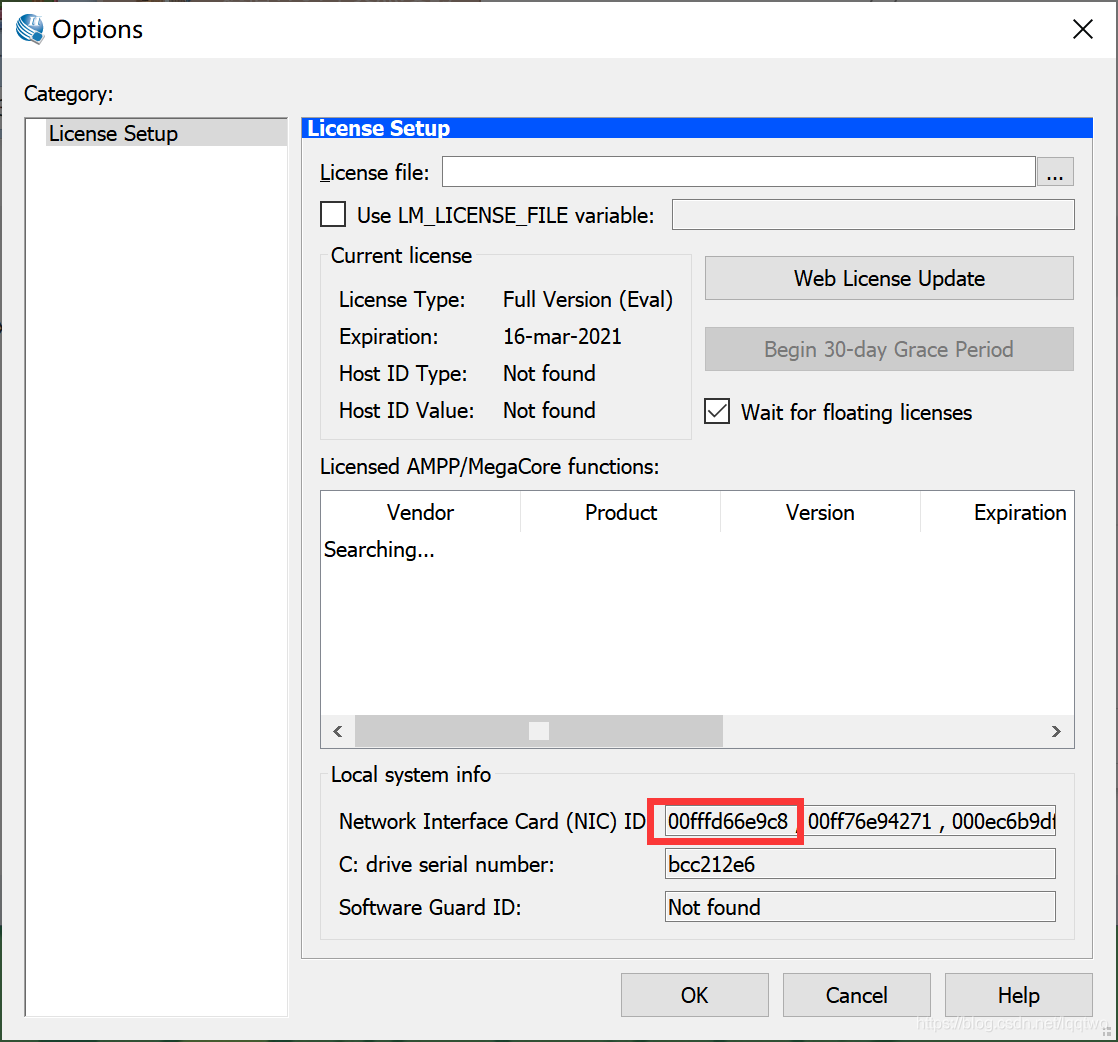 Options
Category:
License Setup
License Setup
License file:
...
Use LM_LICENSE_FILE variable:
Current license
License Type: Full Version (Eval)
Expiration: 16-mar-2021
Host ID Type: Not found
Host ID Value: Not found
Web License Update
Begin 30-day Grace Period
Wait for floating licenses
Licensed AMPP/MegaCore functions:
Vendor Product Version Expiration
Searching...
Local system info
Network Interface Card (NIC) ID 00fffd66e9c8 , 00ff76e94271 , 000ec6b9df
C: drive serial number: bcc212e6
Software Guard ID: Not found
OK Cancel Help
https://blog.csdn.net/lqqtwo